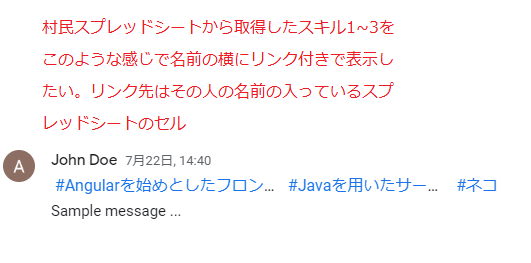 村民スプレッドシートから取得したスキル1~3を
このような感じで名前の横にリンク付きで表示し
たい。リンク先はその人の名前の入っているスプ
レッドシートのセル
A John Doe 7月22日, 14:40
#Angularを始めとしたフロン... #Javaを用いたサー... #ネコ
Sample message ...